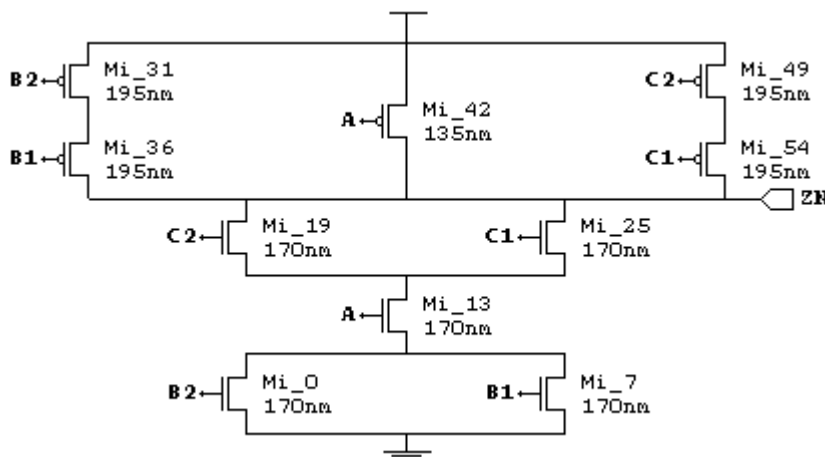 B2 Mi_31 195nm
C2 Mi_49 195nm
A Mi_42 135nm
B1 Mi_36 195nm
C1 Mi_54 195nm
ZN
C2 Mi_19 170nm
C1 Mi_25 170nm
A Mi_13 170nm
B2 Mi_0 170nm
B1 Mi_7 170nm